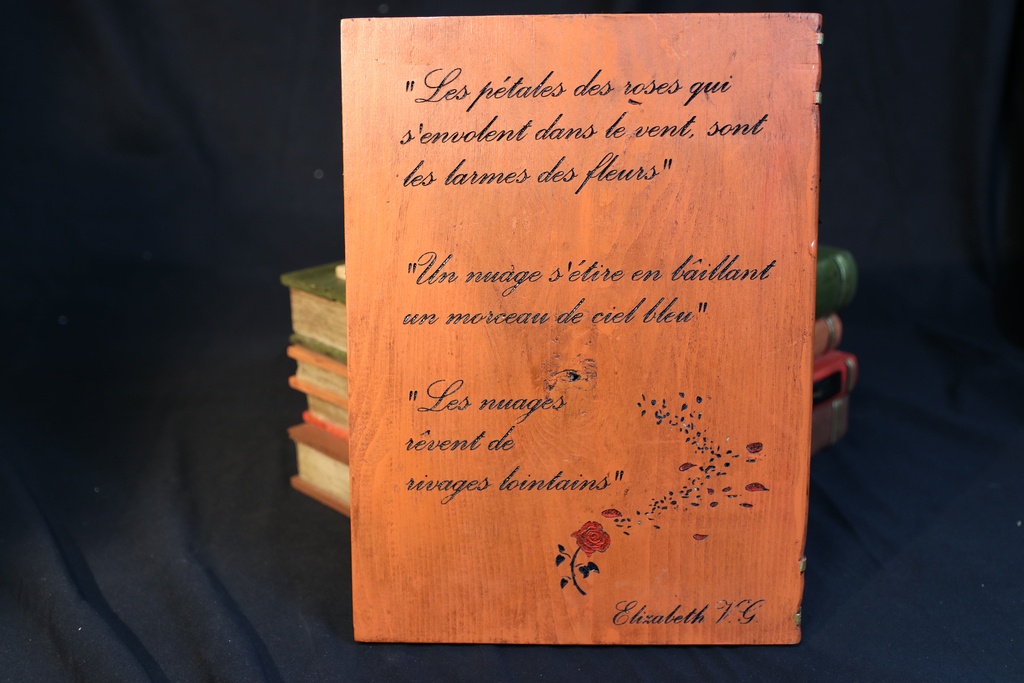 "Les pétales des roses qui
s'envolent dans le vent, sont
les larmes des fleurs"
"Un nuage s'étire en bâillant
un morceau de ciel bleu"
"Les nuages
rêvent de
rivages lointains"
Elizabeth V.G.